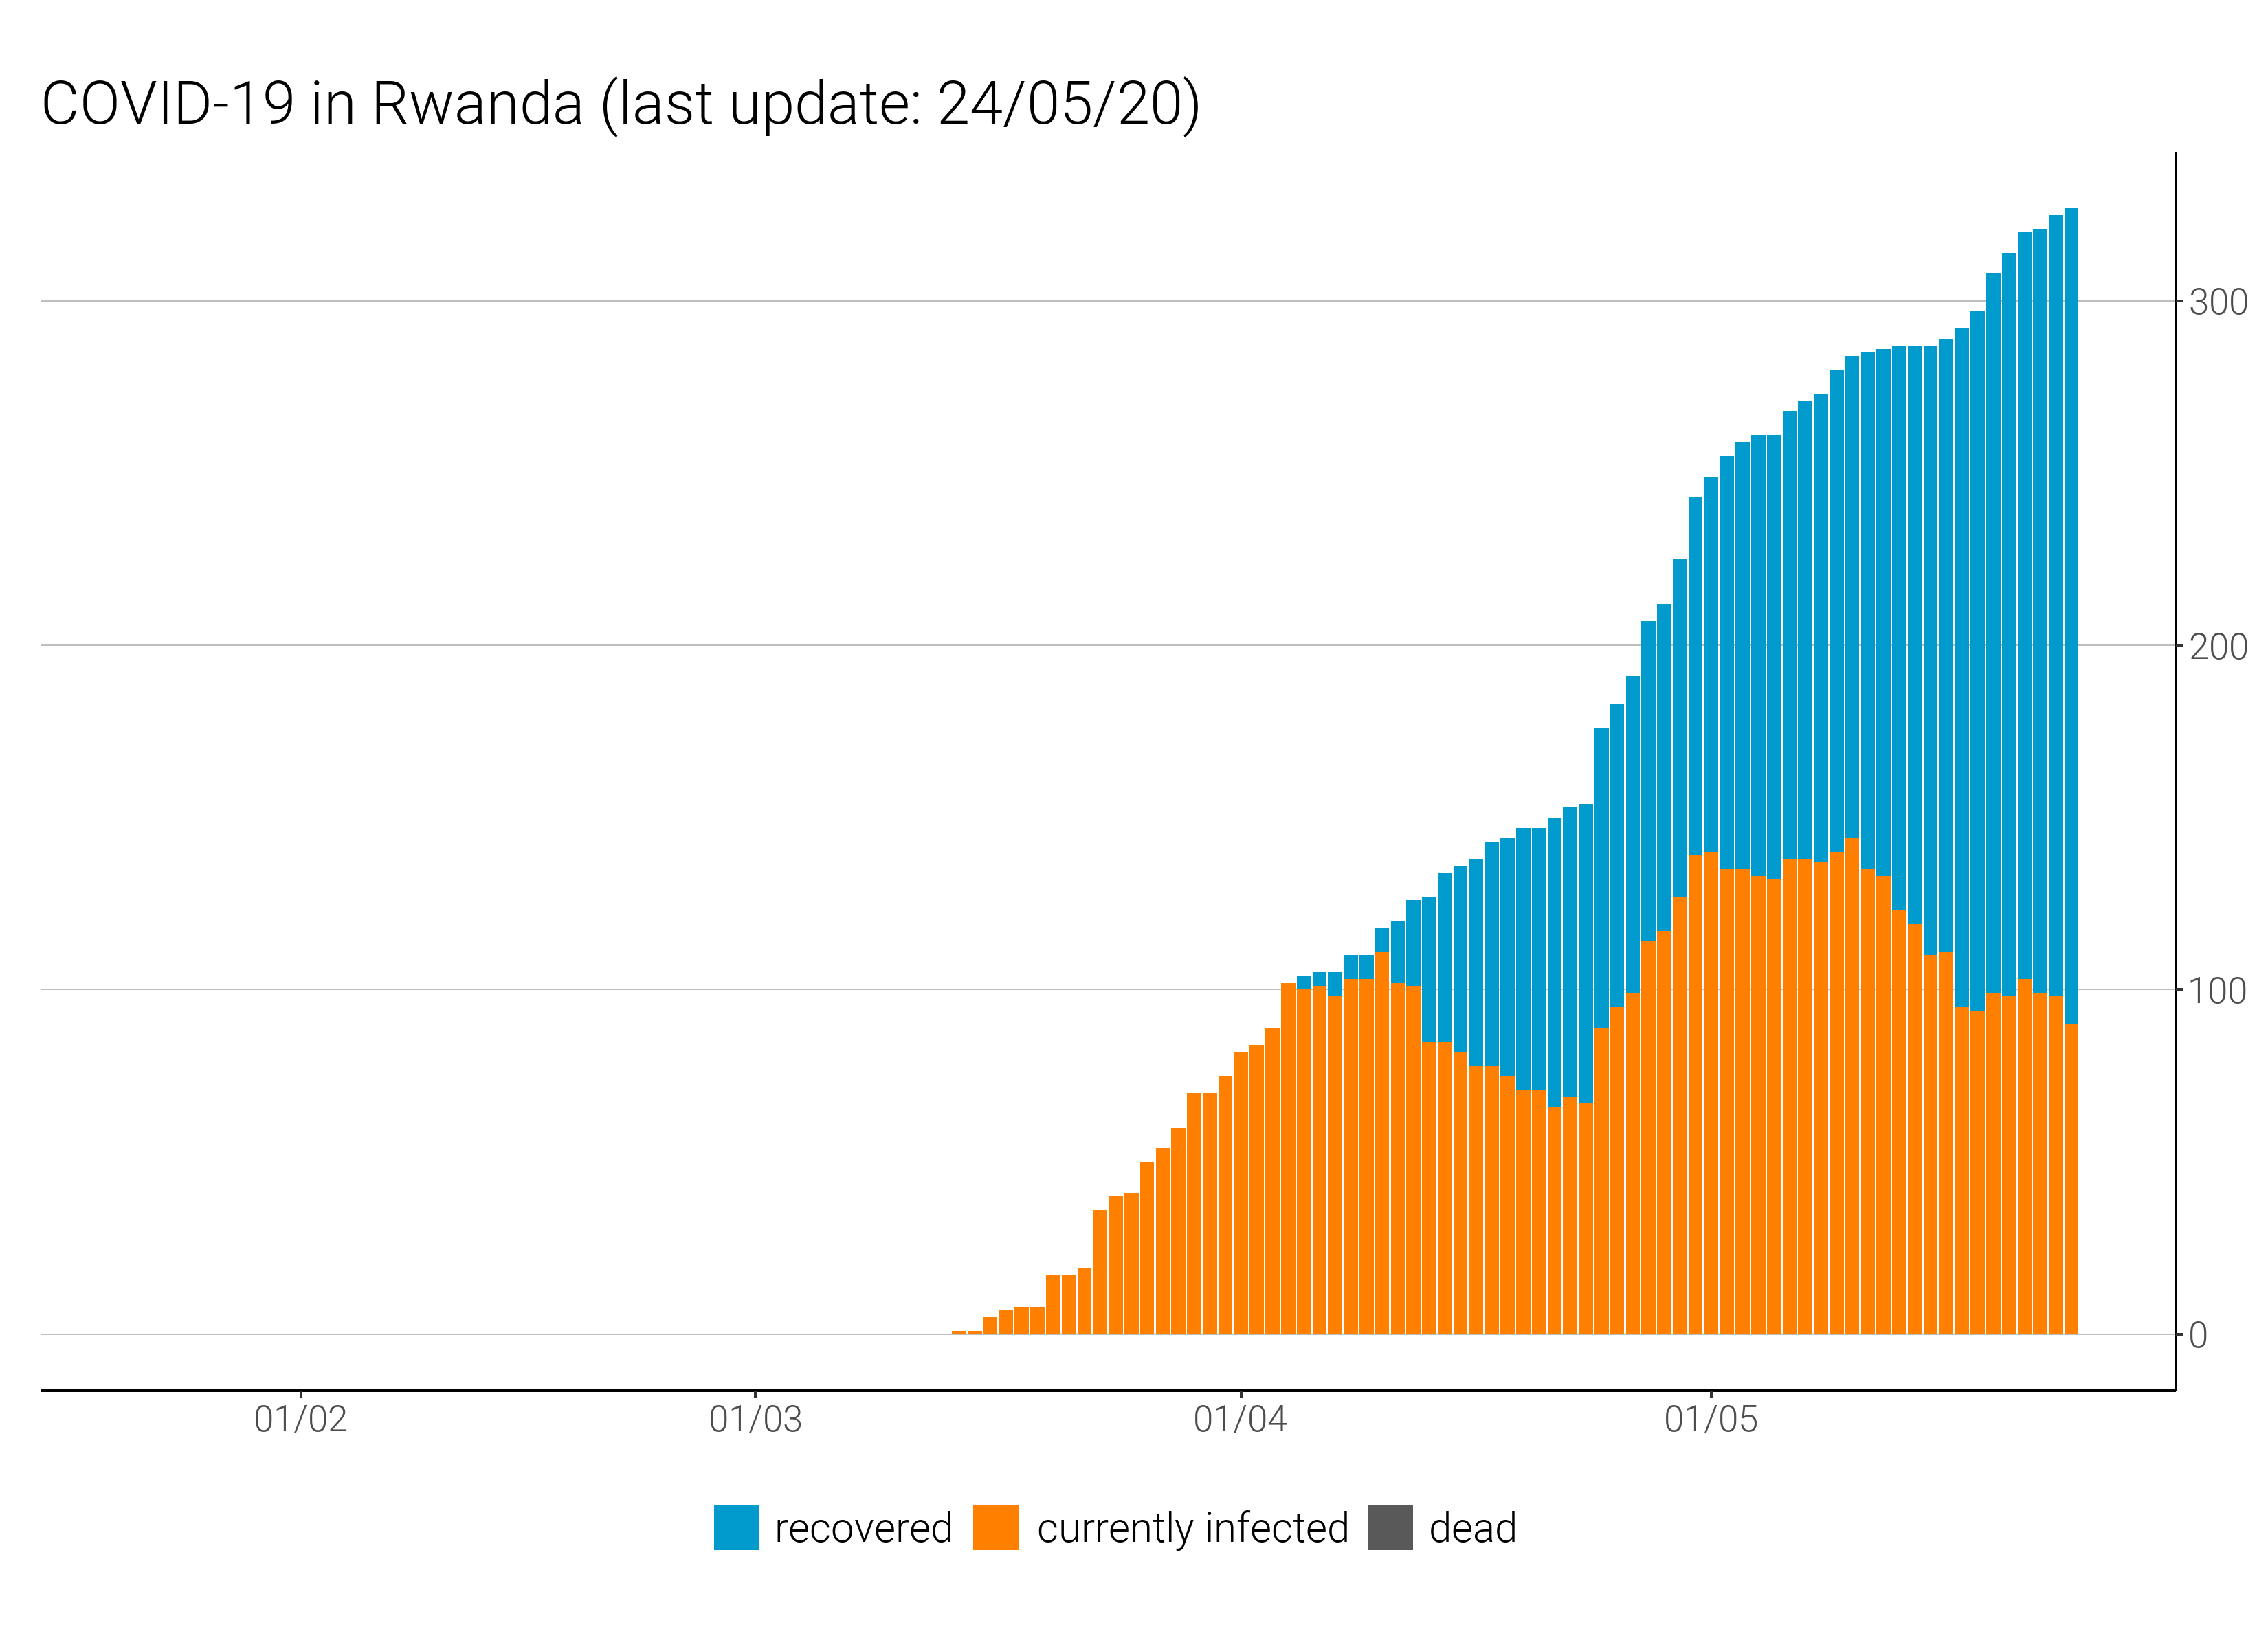 COVID-19 in Rwanda (last update: 24/05/20)
300
200
100
0
01/02 01/03 01/04 01/05
recovered currently infected dead